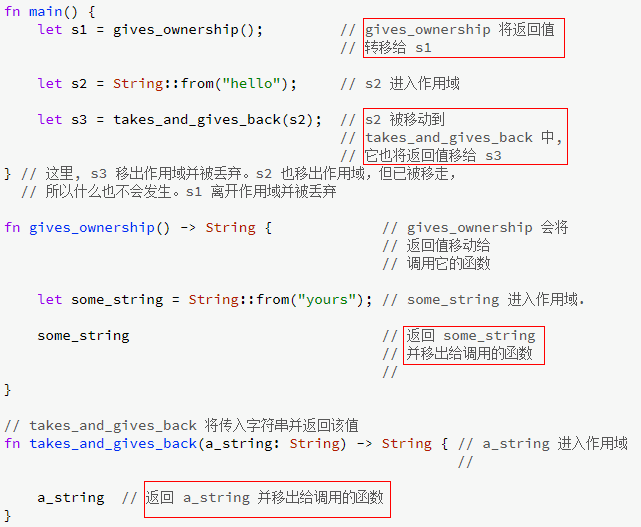 fn main() {
    let s1 = gives_ownership();         // gives_ownership 将返回值
                                        // 转移给 s1
    let s2 = String::from("hello");     // s2 进入作用域
    let s3 = takes_and_gives_back(s2);  // s2 被移动到
                                        // takes_and_gives_back 中,
                                        // 它也将返回值移给 s3
} // 这里, s3 移出作用域并被丢弃。s2 也移出作用域，但已被移走，
  // 所以什么也不会发生。s1 离开作用域并被丢弃
fn gives_ownership() -> String {             // gives_ownership 会将
                                             // 返回值移动给
                                             // 调用它的函数
    let some_string = String::from("yours"); // some_string 进入作用域.
    some_string                              // 返回 some_string
                                             // 并移出给调用的函数
                                             //
}
// takes_and_gives_back 将传入字符串并返回该值
fn takes_and_gives_back(a_string: String) -> String { // a_string 进入作用域
                                                      //
    a_string  // 返回 a_string 并移出给调用的函数
}